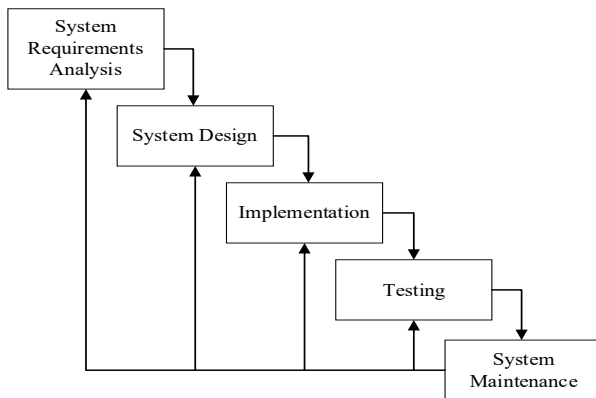 System
Requirements
Analysis
System Design
Implementation
Testing
System
Maintenance